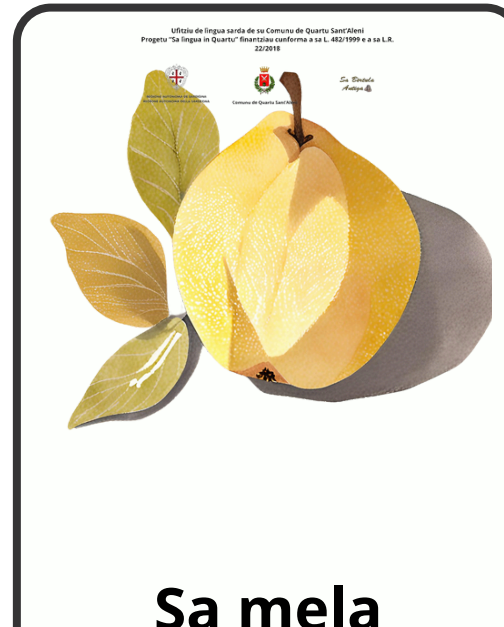 Ufitziu de lingua sarda de su Comunu de Quartu Sant'Aleni
Progetu "Sa lingua in Quartu" finantziau cunforma a sa L. 482/1999 e a sa L.R.
22/2018
Sa Bèrtula
Antiga
Comunu de Quartu Sant'Aleni
Sa mela